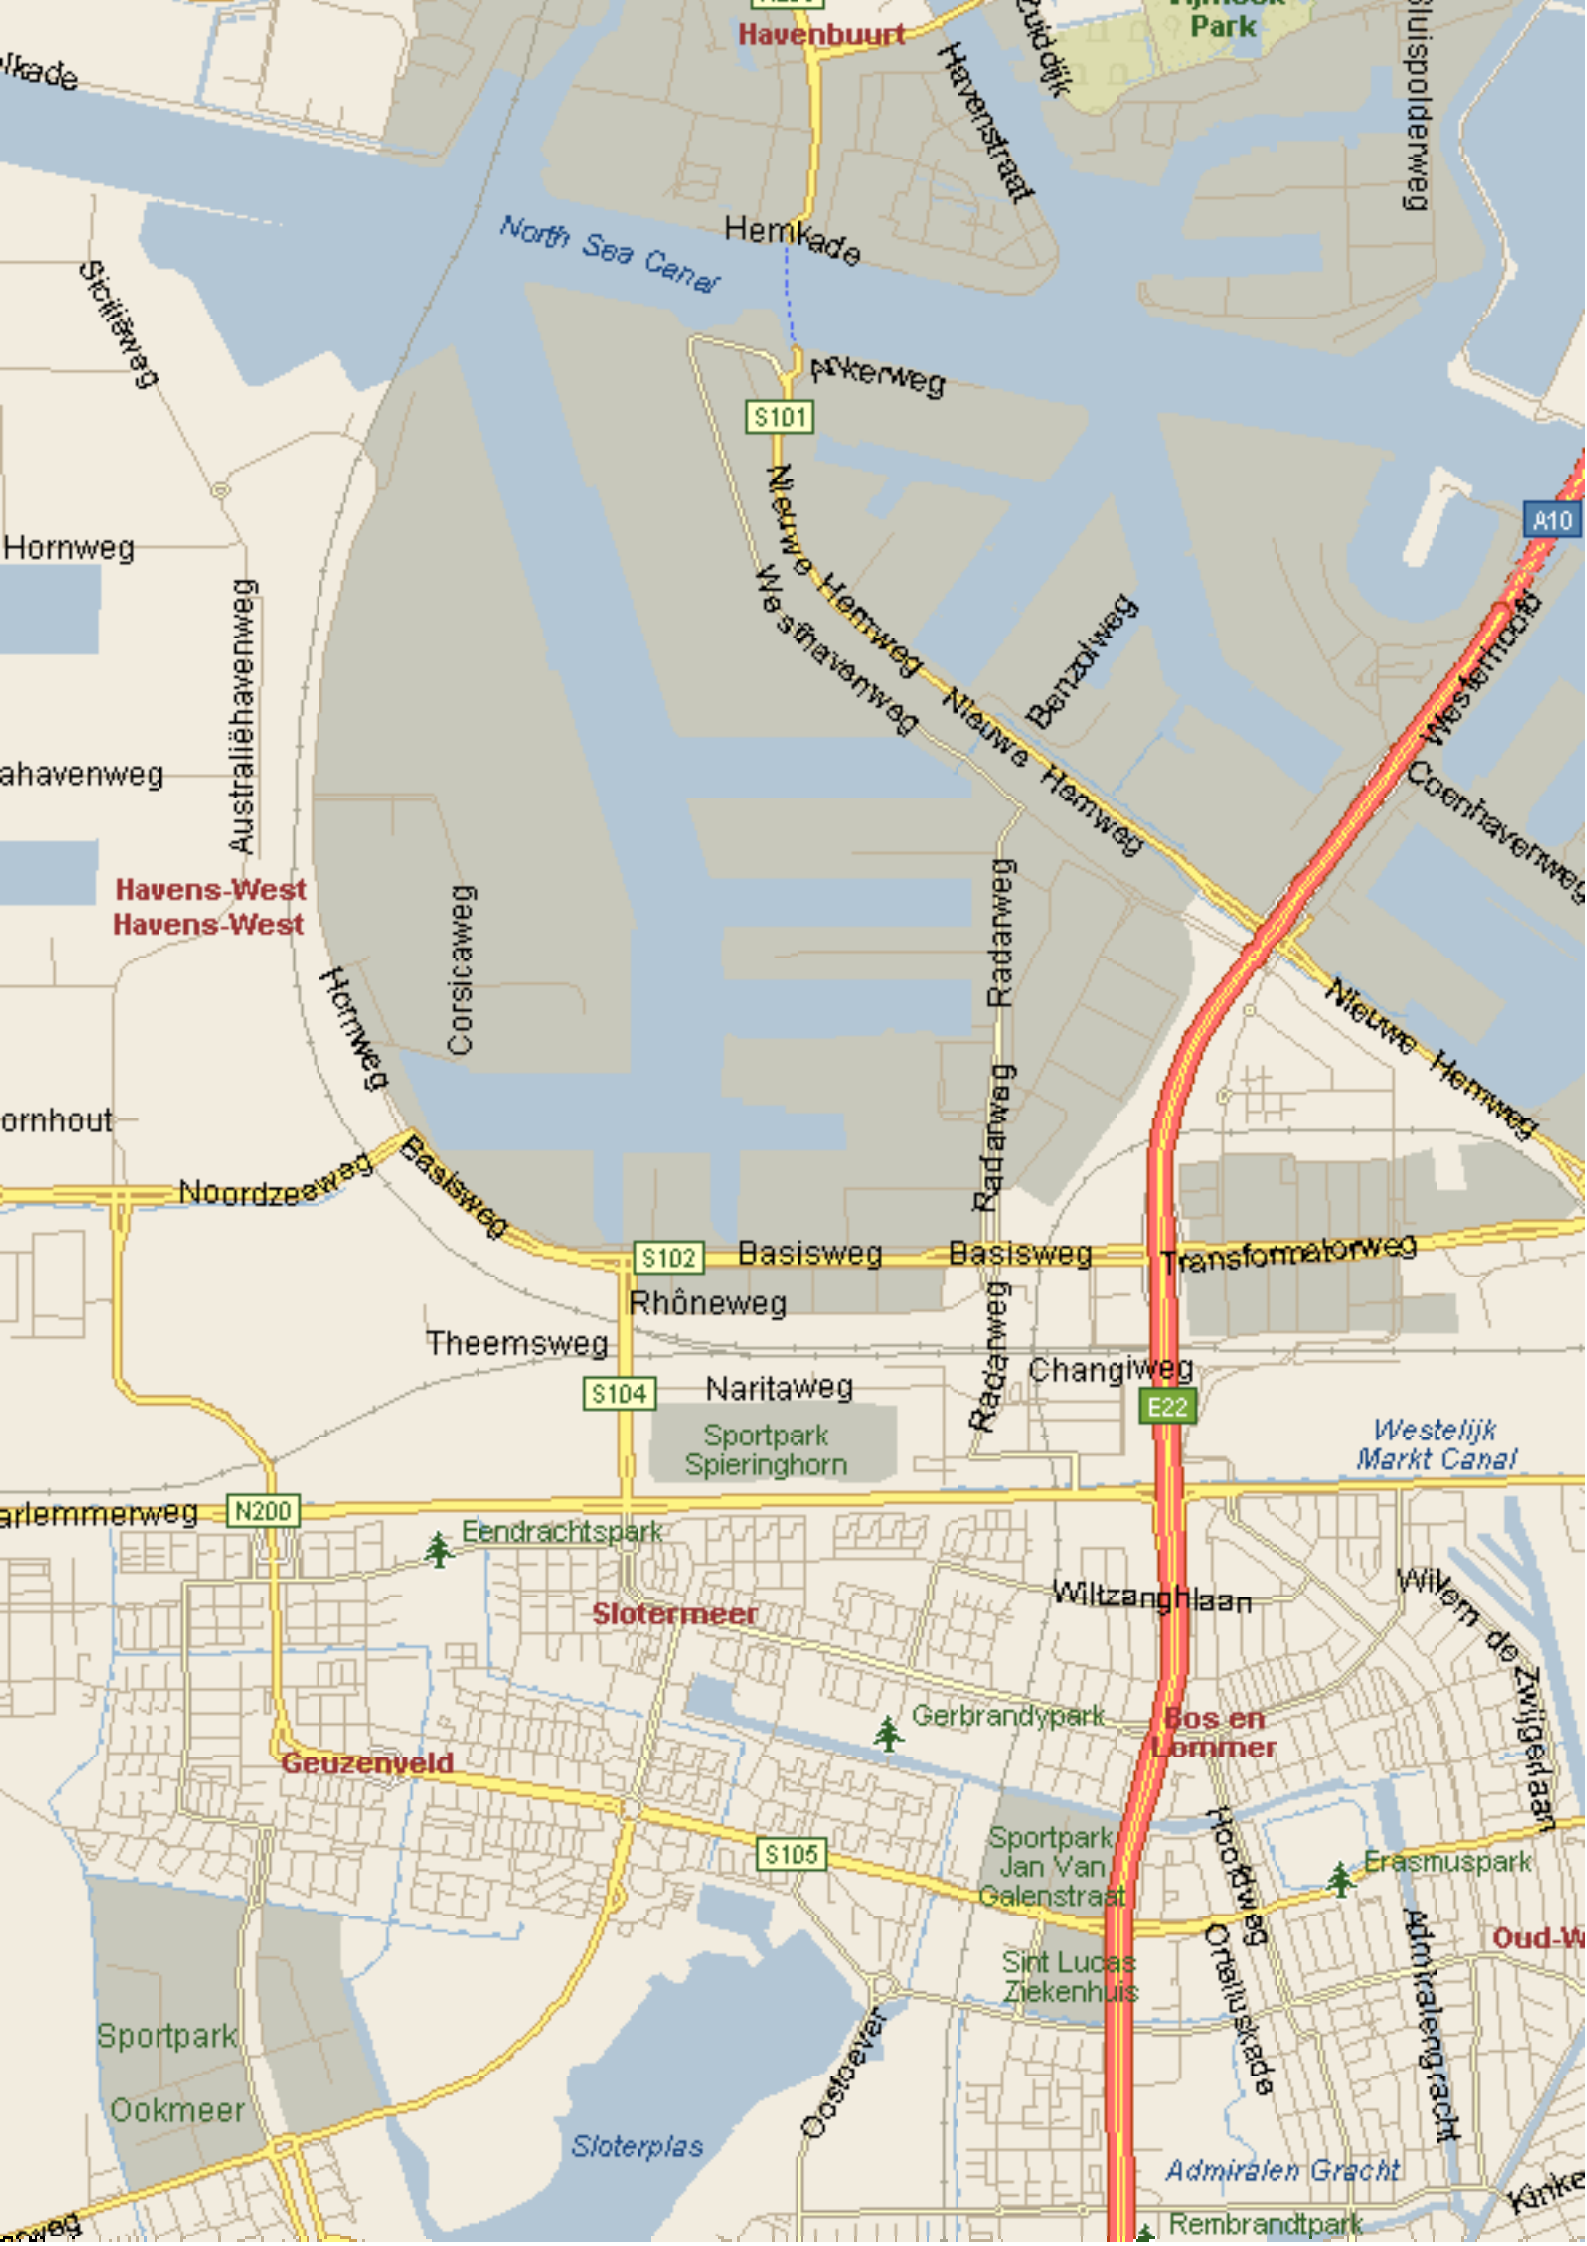 Havenbuurt
Park
Zuiddijk
Sluispolderweg
Havenstraat
Hemkade
North Sea Canal
Siciliëweg
Ankerweg
S101
A10
Hornweg
Nieuwe Hemweg
Westhavenweg
Benzolweg
Westerhoofd
Australiëhavenweg
Nieuwe Hemweg
ahavenweg
Coenhavenweg
Havens-West
Havens-West
Radarweg
Corsicaweg
Hornweg
Nieuwe Hemweg
Radarweg
ornhout
Noordzeeweg
Basisweg
S102
Basisweg
Basisweg
Transformatorweg
Rhôneweg
Theemsweg
Radarweg
Changiweg
S104
Naritaweg
E22
Sportpark
Spieringhorn
Westelijk
Markt Canal
arlemmerweg
N200
Eendrachtspark
Wiltzanghlaan
Willem de Zwijgerlaan
Slotermeer
Gerbrandypark
Bos en
Lommer
Geuzenveld
Hoofdweg
Sportpark
Jan Van
Galenstraat
S105
Erasmuspark
Admiralengracht
Orteliuskade
Oud-W
Sint Lucas
Ziekenhuis
Sportpark
Ookmeer
Oostoever
Sloterplas
Admiralen Gracht
Kinke
Rembrandtpark